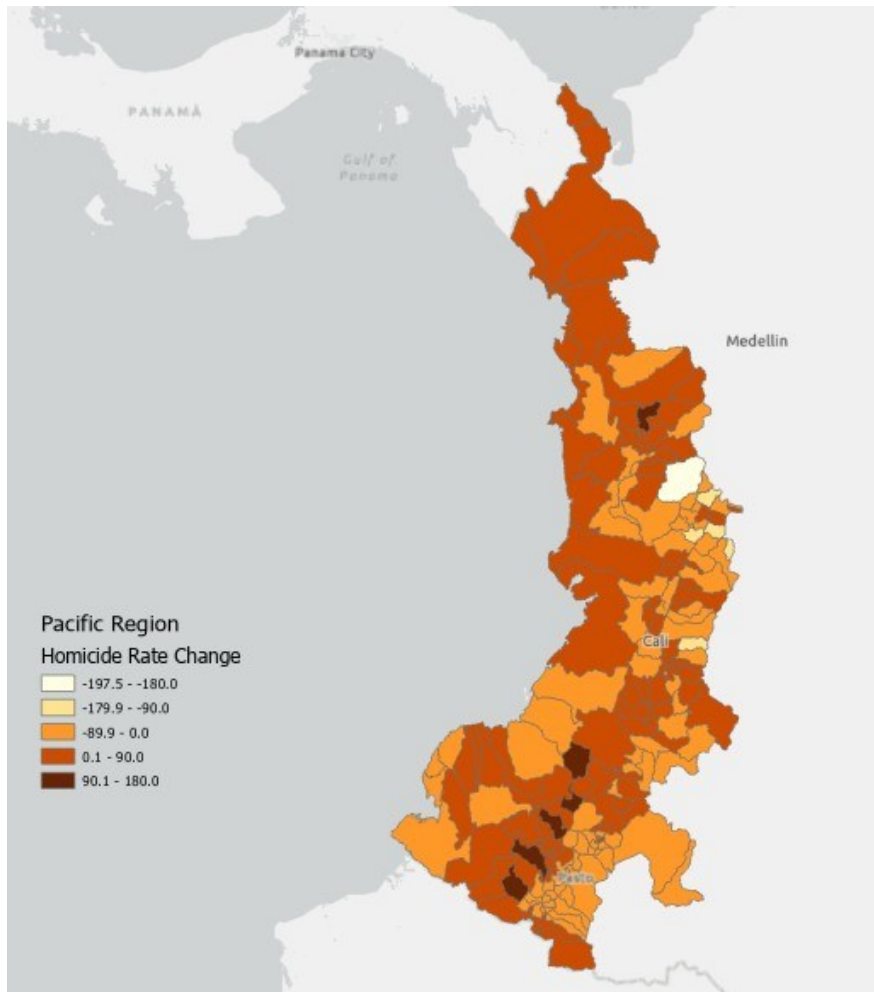 Panama City
PANAMÁ
Gulf of
Panama
Medellin
Cali
Pasto
Pacific Region
Homicide Rate Change
-197.5 - -180.0
-179.9 - -90.0
-89.9 - 0.0
0.1 - 90.0
90.1 - 180.0